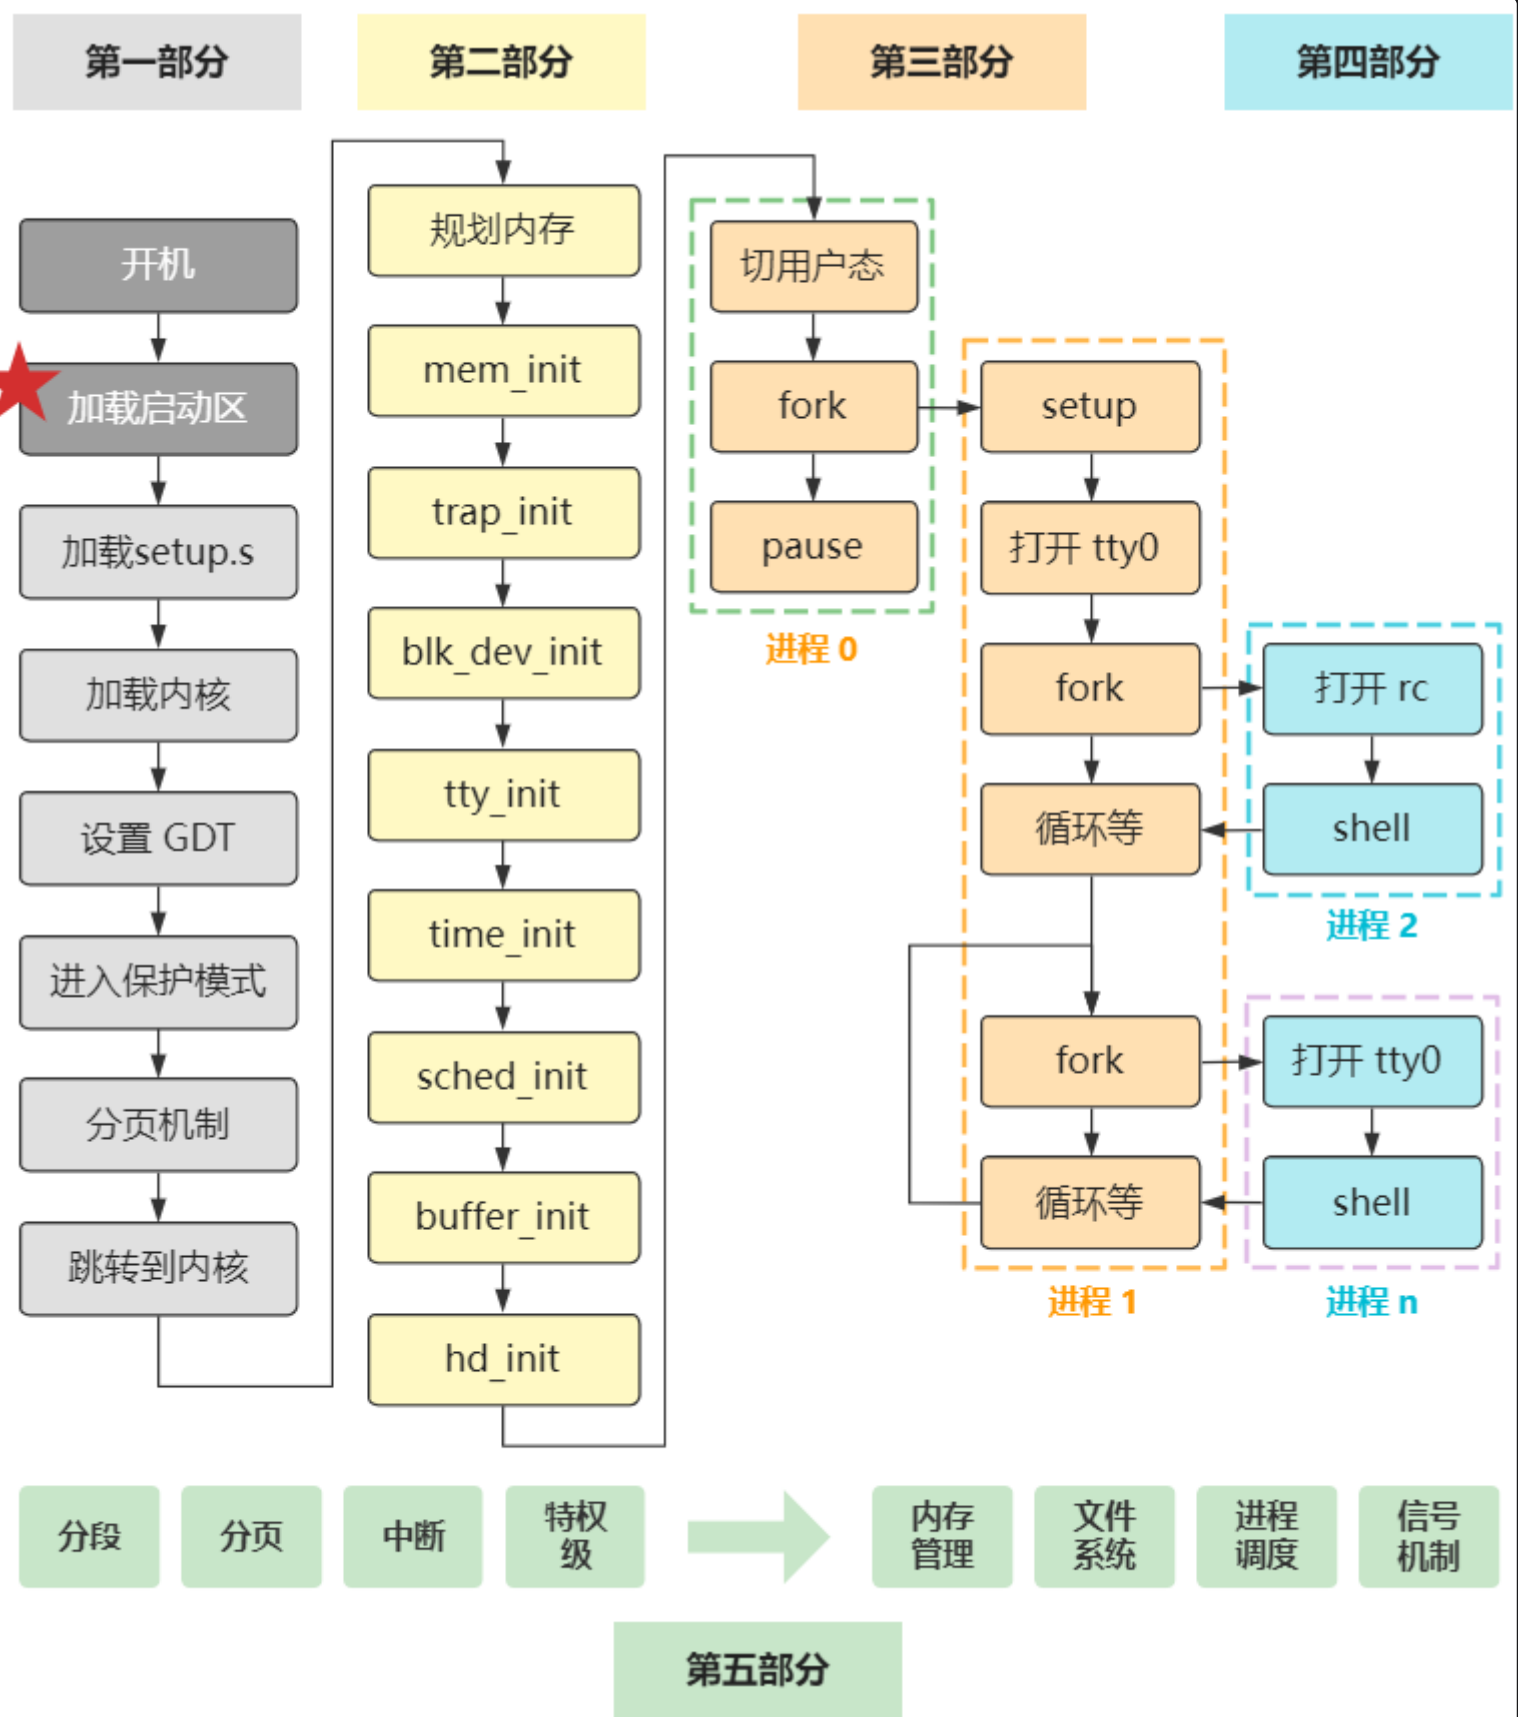 第一部分
第二部分
第三部分
第四部分
开机
加载启动区
加载setup.s
加载内核
设置 GDT
进入保护模式
分页机制
跳转到内核
规划内存
mem_init
trap_init
blk_dev_init
tty_init
time_init
sched_init
buffer_init
hd_init
切用户态
fork
pause
进程 0
setup
打开 tty0
fork
循环等
fork
循环等
进程 1
打开 rc
shell
进程 2
打开 tty0
shell
进程 n
分段
分页
中断
特权
级
内存
管理
文件
系统
进程
调度
信号
机制
第五部分